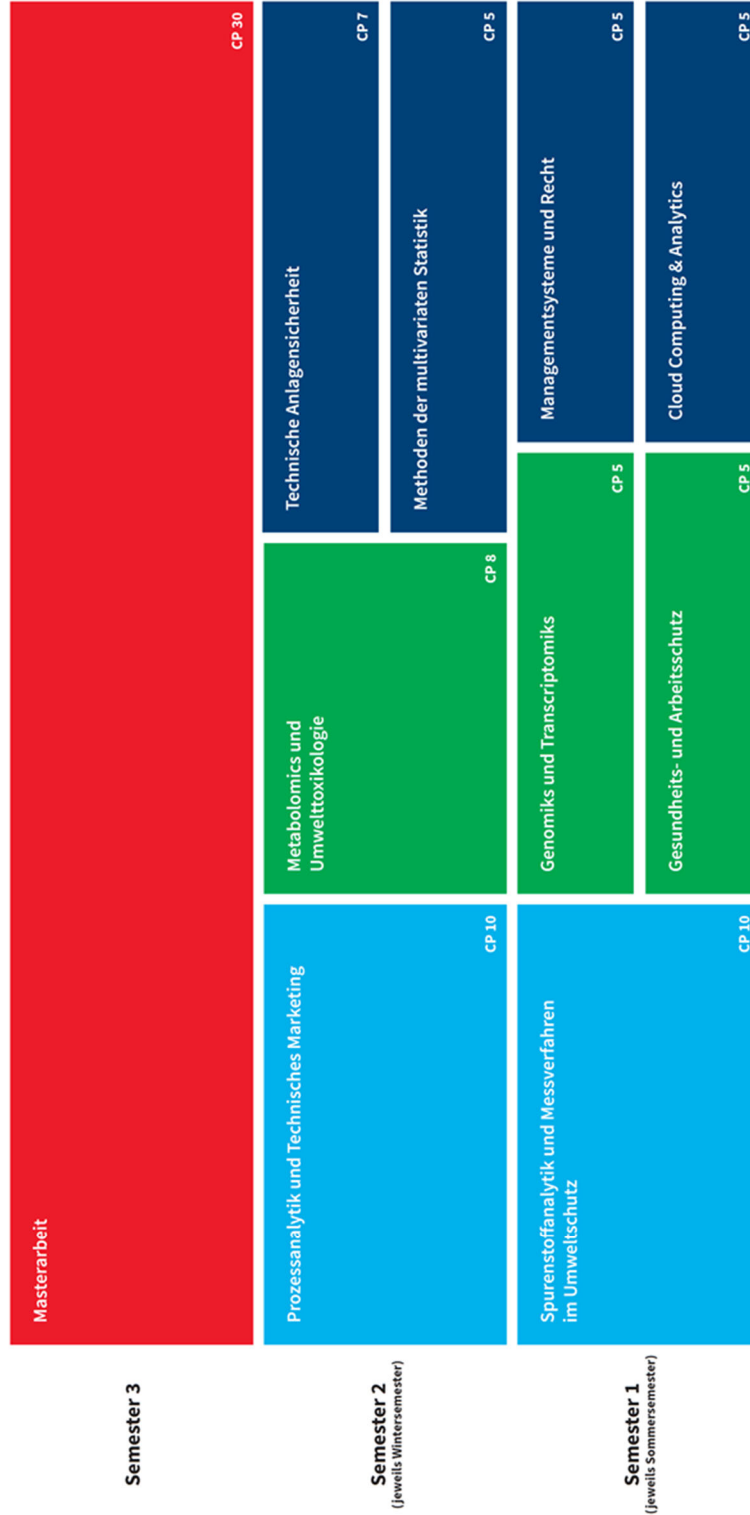 Semester 3
Masterarbeit
CP 30
Semester 2
(jeweils Wintersemester)
Prozessanalytik und Technisches Marketing
CP 10
Metabolomics und
Umwelttoxikologie
CP 8
Technische Anlagensicherheit
CP 7
Methoden der multivariaten Statistik
CP 5
Semester 1
(jeweils Sommersemester)
Spurenstoffanalytik und Messverfahren
im Umweltschutz
CP 10
Genomiks und Transcriptomiks
CP 5
Gesundheits- und Arbeitsschutz
CP 5
Managementsysteme und Recht
CP 5
Cloud Computing & Analytics
CP 5